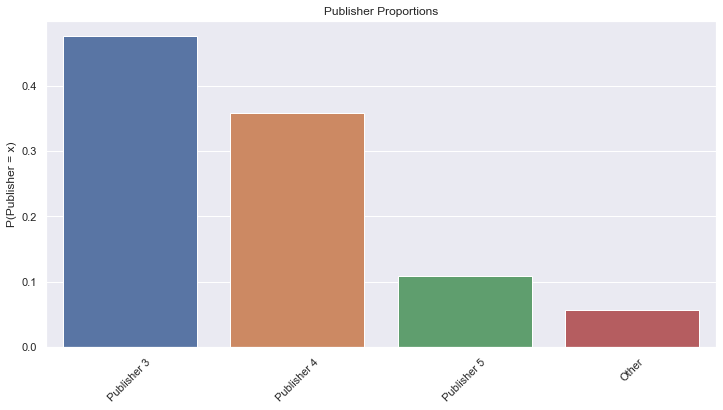 Publisher Proportions
P(Publisher = x)
0.4
0.3
0.2
0.1
0.0
Publisher 3
Publisher 4
Publisher 5
Other